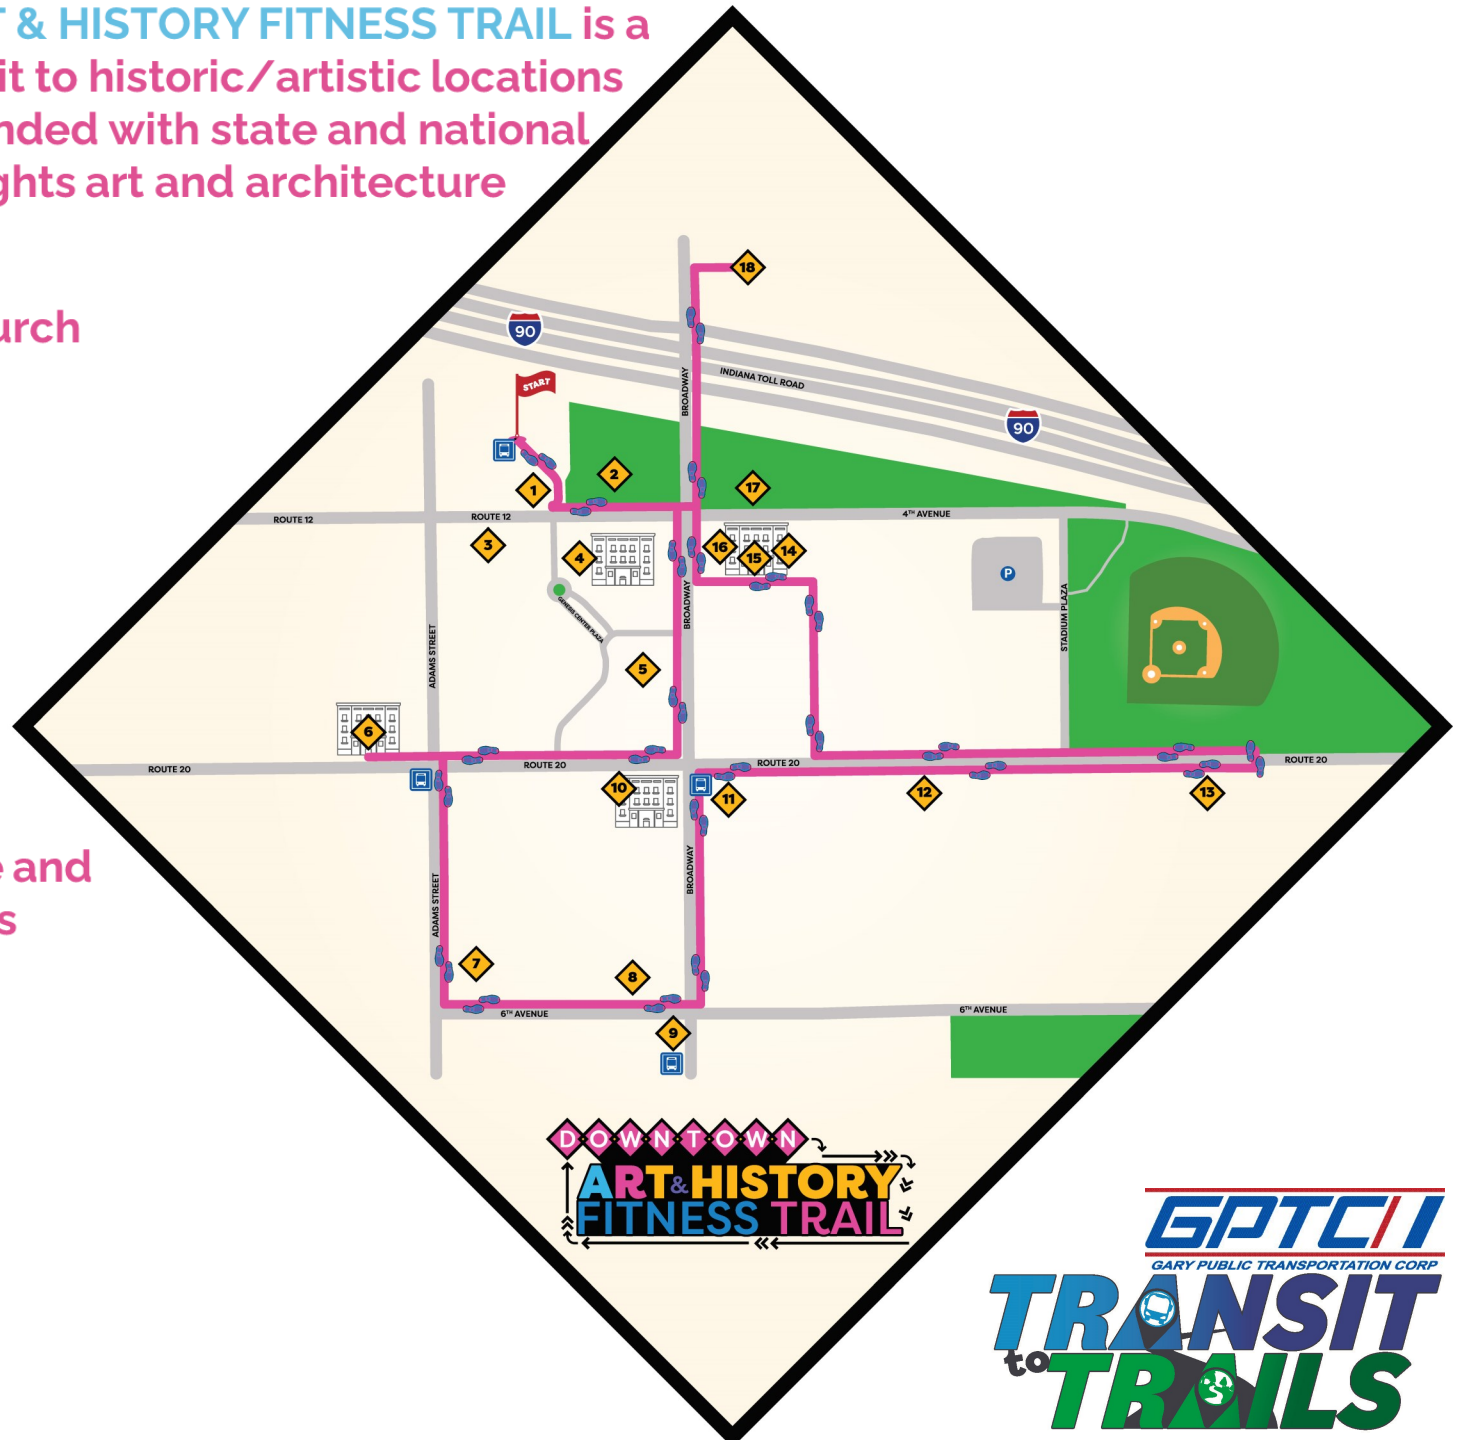 T & HISTORY FITNESS TRAIL is a
it to historic/artistic locations
nded with state and national
ghts art and architecture
urch
e and
s
18
90
INDIANA TOLL ROAD
BROADWAY
START
90
2
1
17
ROUTE 12
ROUTE 12
4TH AVENUE
3
4
16
15
14
P
GENESIS CENTER PLAZA
BROADWAY
STADIUM PLAZA
ADAMS STREET
5
6
ROUTE 20
ROUTE 20
ROUTE 20
ROUTE 20
10
11
12
13
ADAMS STREET
BROADWAY
7
8
6TH AVENUE
6TH AVENUE
9
DOWNTOWN
ART & HISTORY
FITNESS TRAIL
GPTC
GARY PUBLIC TRANSPORTATION CORP
TRANSIT
to TRAILS